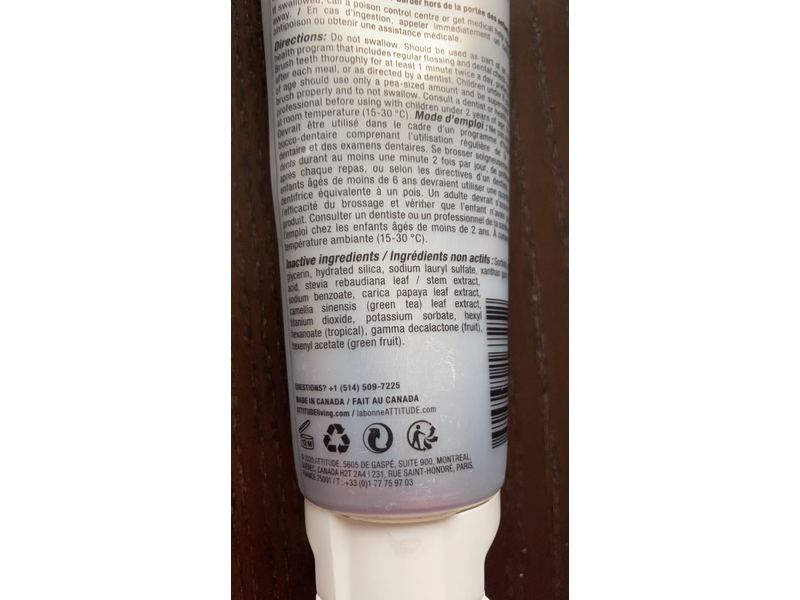 swallowed, call a poison control centre or get medical help
away. / En cas d'ingestion, appeler immédiatement un
antipoison ou obtenir une assistance médicale.
Directions: Do not swallow. Should be used as part of
health program that includes regular flossing and dental
Brush teeth thoroughly for at least 1 minute twice a day,
after each meal, or as directed by a dentist. Children under
of age should use only a pea-sized amount and be
brush properly and to not swallow. Consult a dentist or
professional before using with children under 2 years of
at room temperature (15-30 °C). Mode d'emploi :
Devrait être utilisé dans le cadre d'un programme
bucco-dentaire comprenant l'utilisation régulière de
dentaire et des examens dentaires. Se brosser soigneusement
dents durant au moins une minute 2 fois par jour, de
après chaque repas, ou selon les directives d'un dentiste
enfants âgés de moins de 6 ans devraient utiliser une
dentifrice équivalente à un pois. Un adulte devrait
l'efficacité du brossage et vérifier que l'enfant n'avale
produit. Consulter un dentiste ou un professionnel de la
l'emploi chez les enfants âgés de moins de 2 ans. À
température ambiante (15-30 °C).
Inactive ingredients / Ingrédients non actifs :
glycerin, hydrated silica, sodium lauryl sulfate, xanthan
acid, stevia rebaudiana leaf / stem extract,
sodium benzoate, carica papaya leaf extract,
camellia sinensis (green tea) leaf extract,
titanium dioxide, potassium sorbate, hexyl
hexanoate (tropical), gamma decalactone (fruit),
hexenyl acetate (green fruit).
QUESTIONS? +1 (514) 509-7225
MADE IN CANADA / FAIT AU CANADA
ATTITUDEliving.com / labonneATTITUDE.com
12 M
© 2020 ATTITUDE, 5605 DE GASPÉ, SUITE 900, MONTREAL,
QUEBEC, CANADA H2T 2A4 | 231, RUE SAINT-HONORÉ, PARIS,
FRANCE 75001 / T : +33 (0)1 77 75 97 03